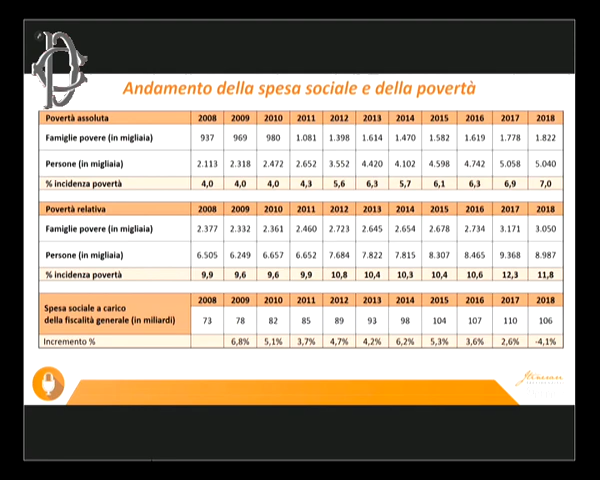 Andamento della spesa sociale e della povertà
Povertà assoluta 2008 2009 2010 2011 2012 2013 2014 2015 2016 2017 2018
Famiglie povere (in migliaia) 937 969 980 1.081 1.398 1.614 1.470 1.582 1.619 1.778 1.822
Persone (in migliaia) 2.113 2.318 2.472 2.652 3.552 4.420 4.102 4.598 4.742 5.058 5.040
% incidenza povertà 4,0 4,0 4,0 4,3 5,6 6,3 5,7 6,1 6,3 6,9 7,0
Povertà relativa 2008 2009 2010 2011 2012 2013 2014 2015 2016 2017 2018
Famiglie povere (in migliaia) 2.377 2.332 2.361 2.460 2.723 2.645 2.654 2.678 2.734 3.171 3.050
Persone (in migliaia) 6.505 6.249 6.657 6.652 7.684 7.822 7.815 8.307 8.465 9.368 8.987
% incidenza povertà 9,9 9,6 9,6 9,9 10,8 10,4 10,3 10,4 10,6 12,3 11,8
2008 2009 2010 2011 2012 2013 2014 2015 2016 2017 2018
Spesa sociale a carico
della fiscalità generale (in miliardi) 73 78 82 85 89 93 98 104 107 110 106
Incremento % 6,8% 5,1% 3,7% 4,7% 4,2% 6,2% 5,3% 3,6% 2,6% -4,1%